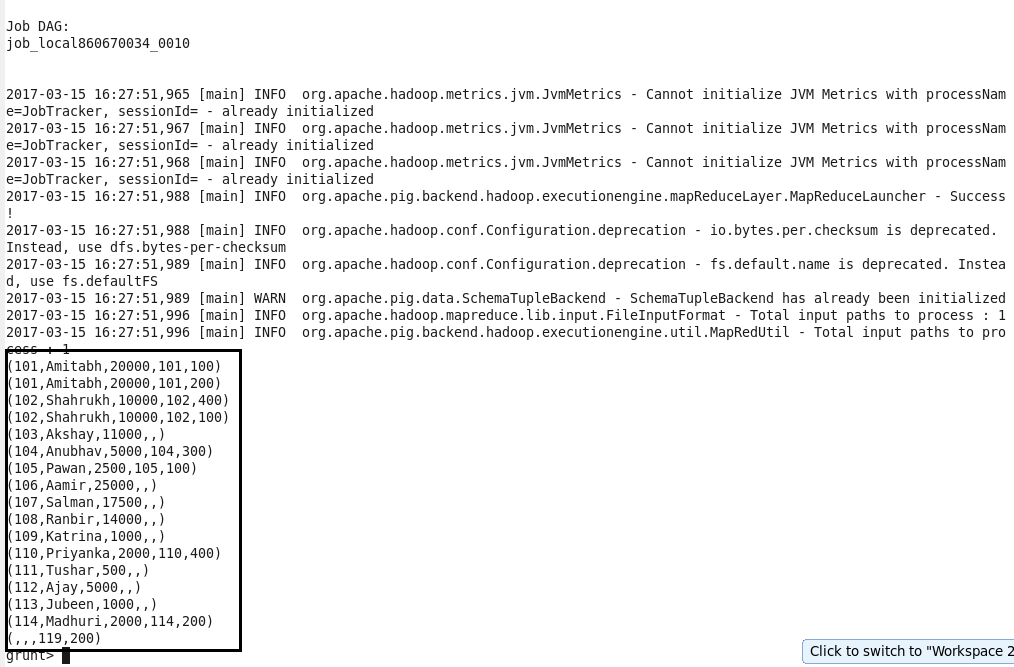 Job DAG:
job_local860670034_0010
2017-03-15 16:27:51,965 [main] INFO  org.apache.hadoop.metrics.jvm.JvmMetrics - Cannot initialize JVM Metrics with processNam
e=JobTracker, sessionId= - already initialized
2017-03-15 16:27:51,967 [main] INFO  org.apache.hadoop.metrics.jvm.JvmMetrics - Cannot initialize JVM Metrics with processNam
e=JobTracker, sessionId= - already initialized
2017-03-15 16:27:51,968 [main] INFO  org.apache.hadoop.metrics.jvm.JvmMetrics - Cannot initialize JVM Metrics with processNam
e=JobTracker, sessionId= - already initialized
2017-03-15 16:27:51,988 [main] INFO  org.apache.pig.backend.hadoop.executionengine.mapReduceLayer.MapReduceLauncher - Success
!
2017-03-15 16:27:51,988 [main] INFO  org.apache.hadoop.conf.Configuration.deprecation - io.bytes.per.checksum is deprecated.
Instead, use dfs.bytes-per-checksum
2017-03-15 16:27:51,989 [main] INFO  org.apache.hadoop.conf.Configuration.deprecation - fs.default.name is deprecated. Instea
d, use fs.defaultFS
2017-03-15 16:27:51,989 [main] WARN  org.apache.pig.data.SchemaTupleBackend - SchemaTupleBackend has already been initialized
2017-03-15 16:27:51,996 [main] INFO  org.apache.hadoop.mapreduce.lib.input.FileInputFormat - Total input paths to process : 1
2017-03-15 16:27:51,996 [main] INFO  org.apache.pig.backend.hadoop.executionengine.util.MapRedUtil - Total input paths to pro
cess : 1
(101,Amitabh,20000,101,100)
(101,Amitabh,20000,101,200)
(102,Shahrukh,10000,102,400)
(102,Shahrukh,10000,102,100)
(103,Akshay,11000,,)
(104,Anubhav,5000,104,300)
(105,Pawan,2500,105,100)
(106,Aamir,25000,,)
(107,Salman,17500,,)
(108,Ranbir,14000,,)
(109,Katrina,1000,,)
(110,Priyanka,2000,110,400)
(111,Tushar,500,,)
(112,Ajay,5000,,)
(113,Jubeen,1000,,)
(114,Madhuri,2000,114,200)
(,,,119,200)
grunt>
Click to switch to "Workspace 2